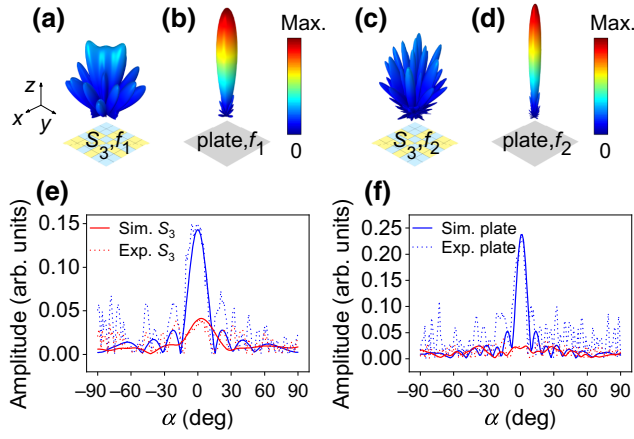 (a) (b) Max. (c) (d) Max.
z
x y
S₃,f₁ plate,f₁ 0 S₃,f₂ plate,f₂ 0
(e) (f)
Amplitude (arb. units)
0.15
0.10
0.05
0.00
Sim. S₃
Exp. S₃
−90 −60 −30 0 30 60 90
α (deg)
Amplitude (arb. units)
0.25
0.20
0.15
0.10
0.05
0.00
Sim. plate
Exp. plate
−90 −60 −30 0 30 60 90
α (deg)